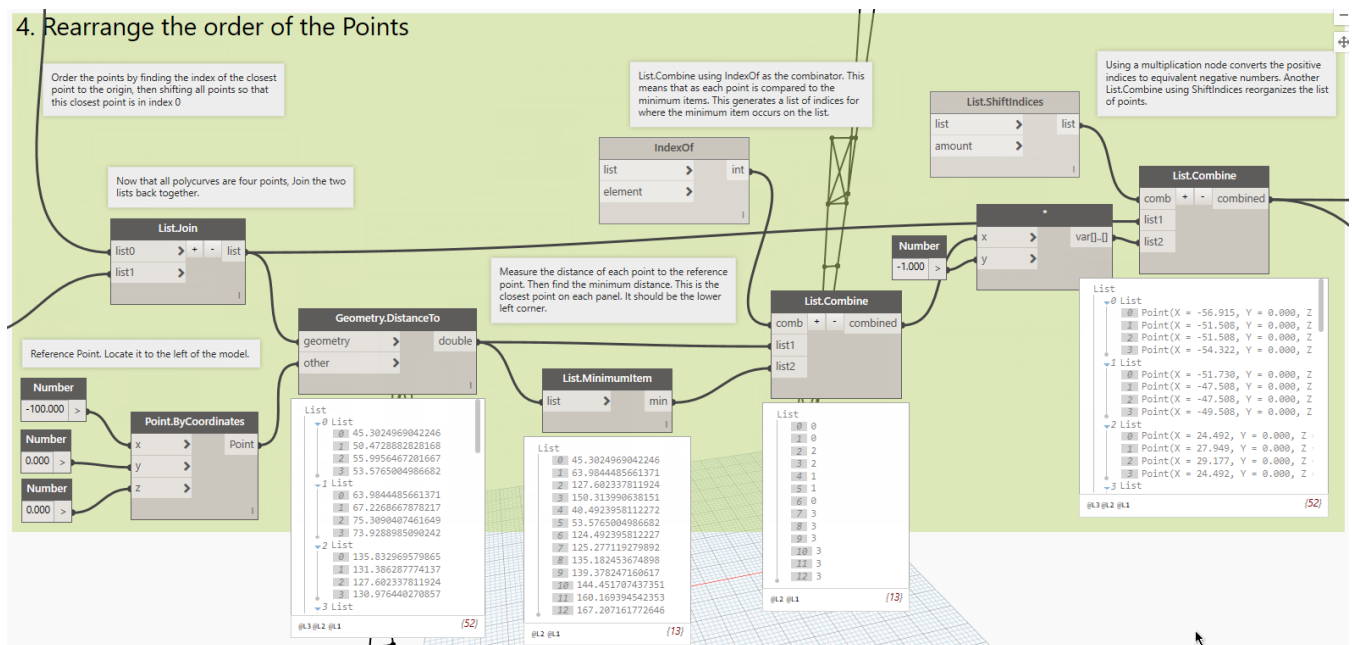 4. Rearrange the order of the Points
Order the points by finding the index of the closest
point to the origin, then shifting all points so that
this closest point is in index 0
List.Combine using IndexOf as the combinator. This
means that as each point is compared to the
minimum items. This generates a list of indices for
where the minimum item occurs on the list.
Using a multiplication node converts the positive
indices to equivalent negative numbers. Another
List.Combine using ShiftIndices reorganizes the list
of points.
List.ShiftIndices
list > list
amount >
IndexOf
list > int
element >
Now that all polycurves are four points, Join the two
lists back together.
List.Join
list0 > + - list
list1 >
List.Combine
comb + - combined
list1
list2
*
x > var[]..[]
y >
Number
-1.000 >
Measure the distance of each point to the reference
point. Then find the minimum distance. This is the
closest point on each panel. It should be the lower
left corner.
List.Combine
comb + - combined
list1
list2
Geometry.DistanceTo
geometry > double
other >
Reference Point. Locate it to the left of the model.
Number
-100.000 >
Number
0.000 >
Number
0.000 >
Point.ByCoordinates
x > Point
y >
z >
List.MinimumItem
list > min
List
0 List
0 45.3024969042246
1 50.4728882828168
2 55.9956467201667
3 53.5765004986682
1 List
0 63.9844485661371
1 67.2268667878217
2 75.3090407461649
3 73.9288985090242
2 List
0 135.832969579865
1 131.386287774137
2 127.602337811924
3 130.976440270857
3 List
@L3 @L2 @L1 {52}
List
0 45.3024969042246
1 63.9844485661371
2 127.602337811924
3 150.313990638151
4 40.4923958112272
5 53.5765004986682
6 124.492395812227
7 125.277119279892
8 135.182453674898
9 139.378247160617
10 144.451707437351
11 160.169394542353
12 167.207161772646
@L2 @L1 {13}
List
0 0
1 0
2 2
3 2
4 1
5 1
6 0
7 3
8 3
9 3
10 3
11 3
12 3
@L2 @L1 {13}
List
0 List
0 Point(X = -56.915, Y = 0.000, Z
1 Point(X = -51.508, Y = 0.000, Z
2 Point(X = -51.508, Y = 0.000, Z
3 Point(X = -54.322, Y = 0.000, Z
1 List
0 Point(X = -51.730, Y = 0.000, Z
1 Point(X = -47.508, Y = 0.000, Z
2 Point(X = -47.508, Y = 0.000, Z
3 Point(X = -49.508, Y = 0.000, Z
2 List
0 Point(X = 24.492, Y = 0.000, Z
1 Point(X = 27.949, Y = 0.000, Z
2 Point(X = 29.177, Y = 0.000, Z
3 Point(X = 24.492, Y = 0.000, Z
3 List
@L3 @L2 @L1 {52}